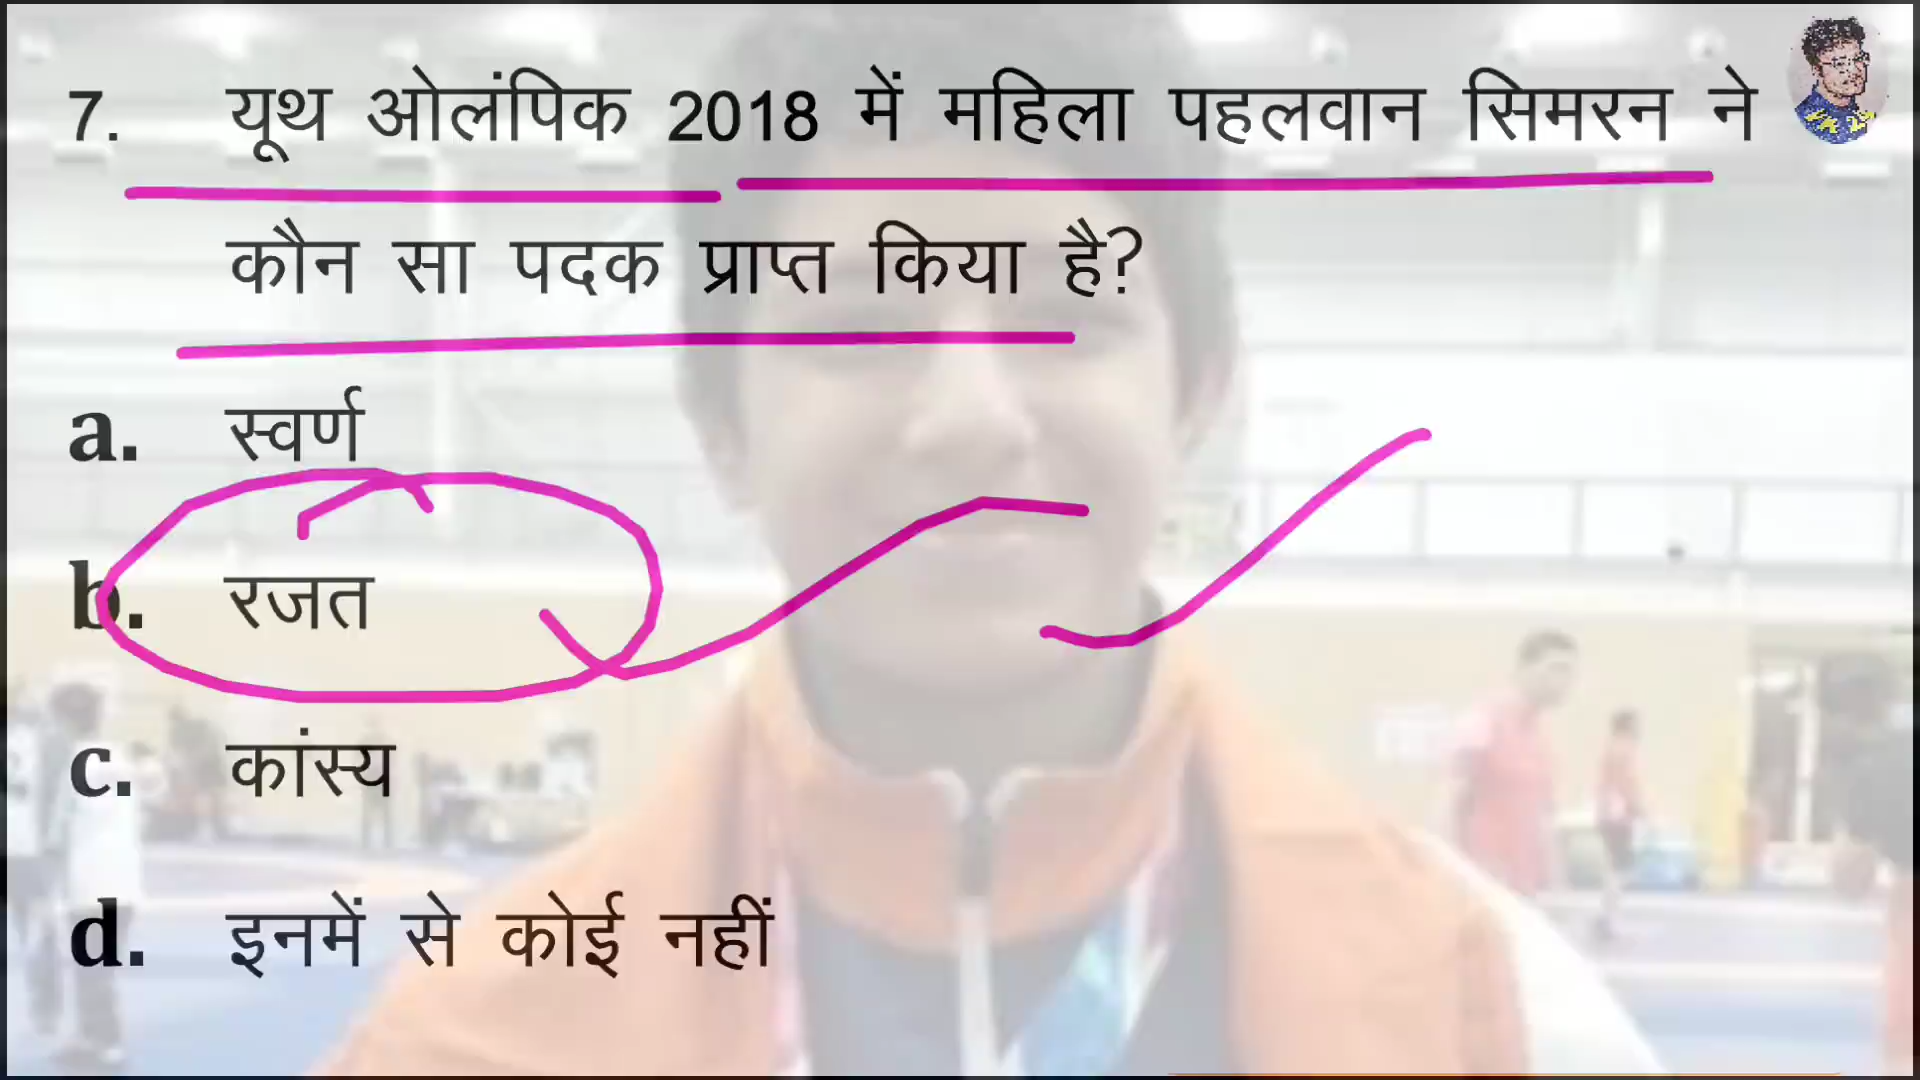 7. यूथ ओलंपिक 2018 में महिला पहलवान सिमरन ने
कौन सा पदक प्राप्त किया है?
a. स्वर्ण
b. रजत
c. कांस्य
d. इनमें से कोई नहीं